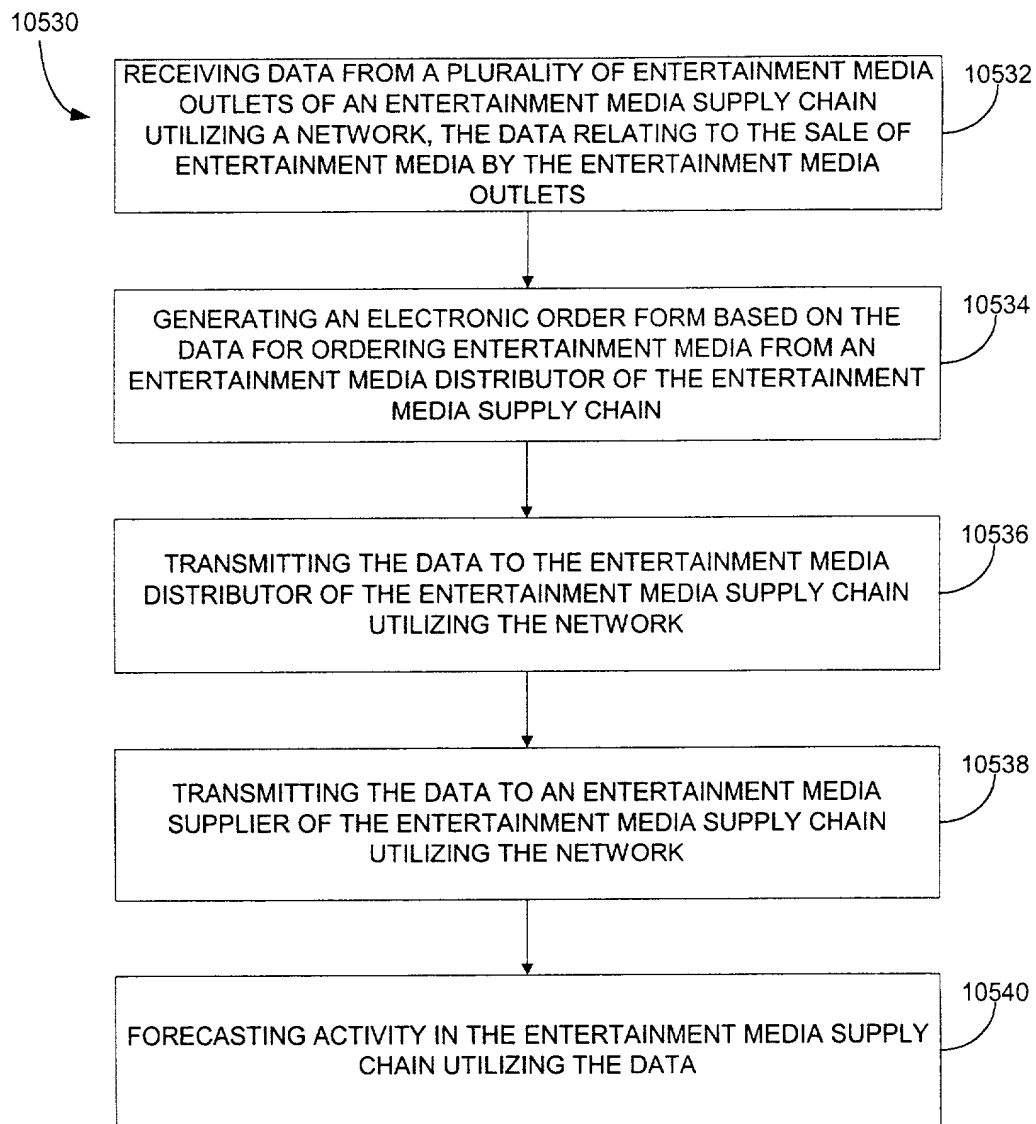 10530
RECEIVING DATA FROM A PLURALITY OF ENTERTAINMENT MEDIA
OUTLETS OF AN ENTERTAINMENT MEDIA SUPPLY CHAIN
UTILIZING A NETWORK, THE DATA RELATING TO THE SALE OF
ENTERTAINMENT MEDIA BY THE ENTERTAINMENT MEDIA
OUTLETS
10532
GENERATING AN ELECTRONIC ORDER FORM BASED ON THE
DATA FOR ORDERING ENTERTAINMENT MEDIA FROM AN
ENTERTAINMENT MEDIA DISTRIBUTOR OF THE ENTERTAINMENT
MEDIA SUPPLY CHAIN
10534
TRANSMITTING THE DATA TO THE ENTERTAINMENT MEDIA
DISTRIBUTOR OF THE ENTERTAINMENT MEDIA SUPPLY CHAIN
UTILIZING THE NETWORK
10536
TRANSMITTING THE DATA TO AN ENTERTAINMENT MEDIA
SUPPLIER OF THE ENTERTAINMENT MEDIA SUPPLY CHAIN
UTILIZING THE NETWORK
10538
FORECASTING ACTIVITY IN THE ENTERTAINMENT MEDIA SUPPLY
CHAIN UTILIZING THE DATA
10540